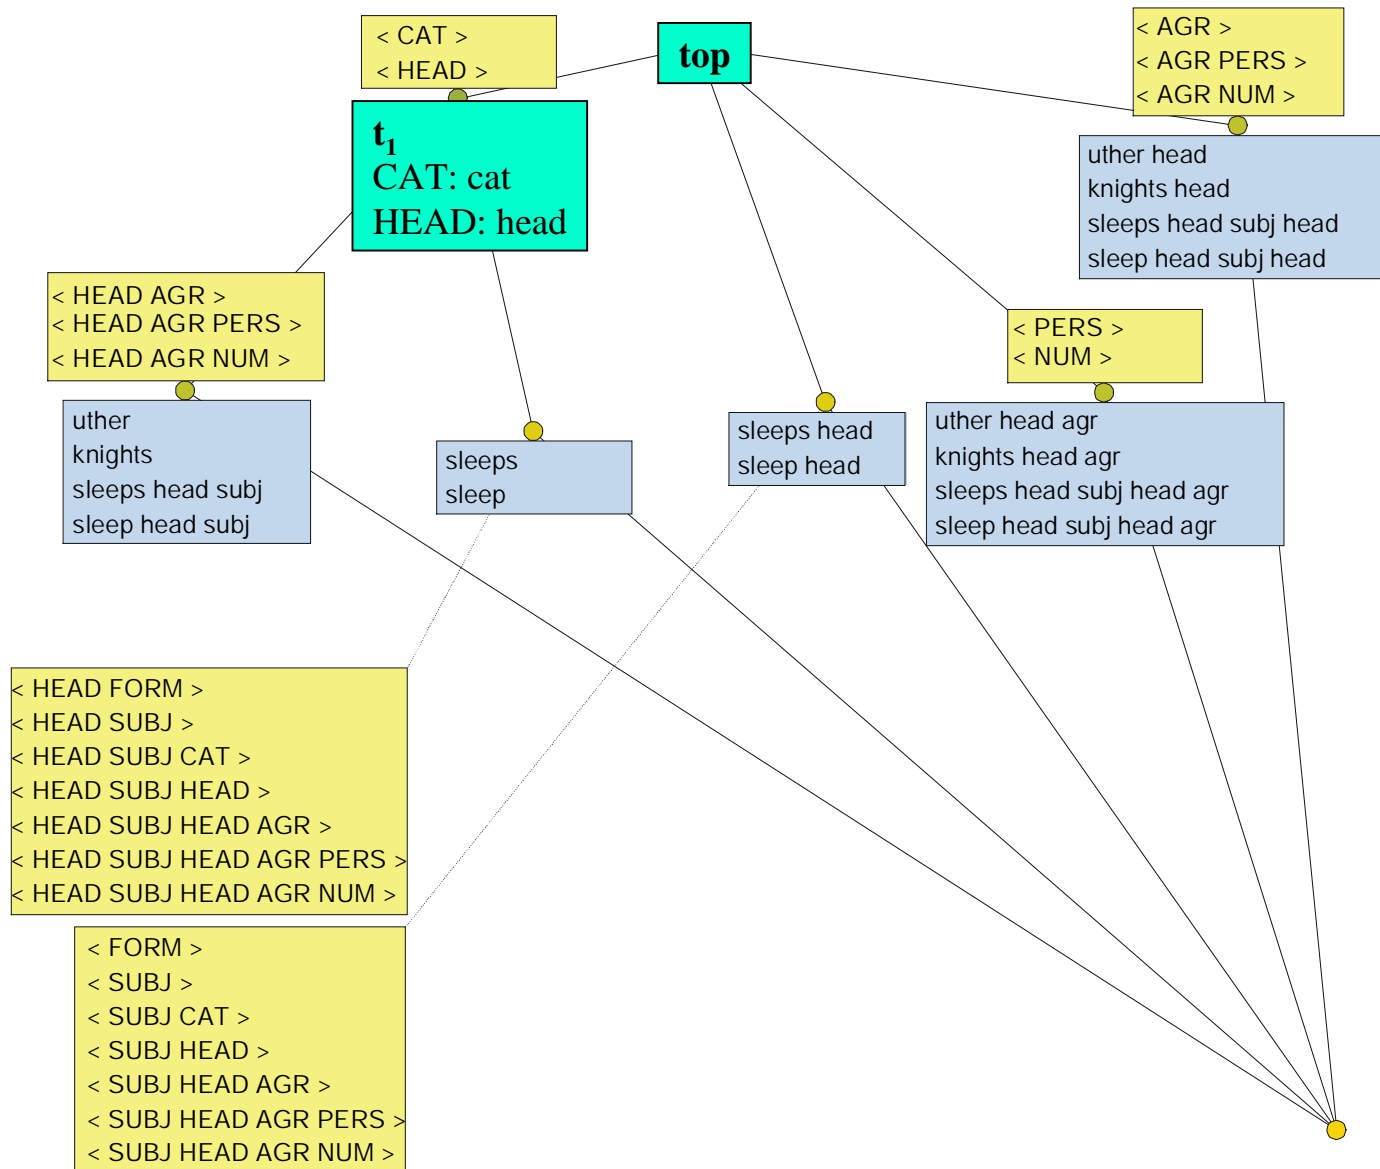 < CAT >
< HEAD >
top
< AGR >
< AGR PERS >
< AGR NUM >
t1
CAT: cat
HEAD: head
uther head
knights head
sleeps head subj head
sleep head subj head
< HEAD AGR >
< HEAD AGR PERS >
< HEAD AGR NUM >
< PERS >
< NUM >
uther
knights
sleeps head subj
sleep head subj
sleeps
sleep
sleeps head
sleep head
uther head agr
knights head agr
sleeps head subj head agr
sleep head subj head agr
< HEAD FORM >
< HEAD SUBJ >
< HEAD SUBJ CAT >
< HEAD SUBJ HEAD >
< HEAD SUBJ HEAD AGR >
< HEAD SUBJ HEAD AGR PERS >
< HEAD SUBJ HEAD AGR NUM >
< FORM >
< SUBJ >
< SUBJ CAT >
< SUBJ HEAD >
< SUBJ HEAD AGR >
< SUBJ HEAD AGR PERS >
< SUBJ HEAD AGR NUM >